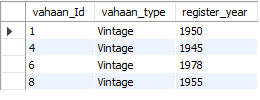 vahaan_Id vahaan_type register_year
1 Vintage 1950
4 Vintage 1945
6 Vintage 1978
8 Vintage 1955